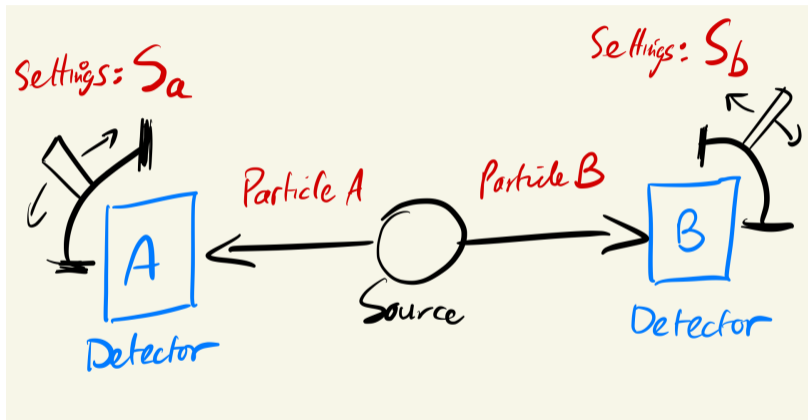 Settings: Sa
Settings: Sb
Particle A
Particle B
A
B
Source
Detector
Detector